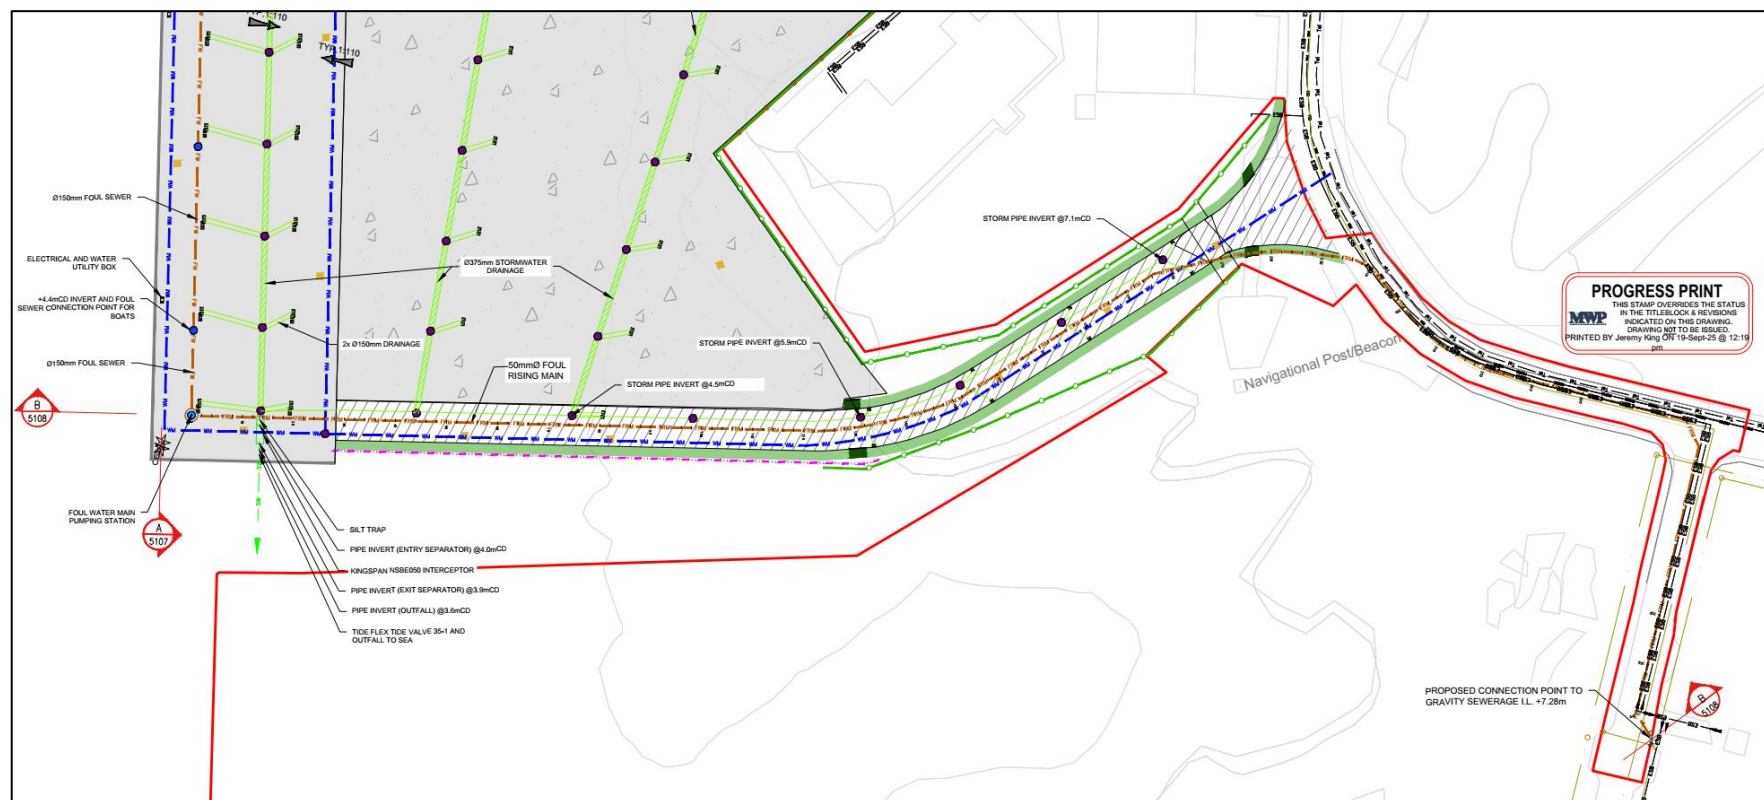 TYP.1:110
TYP.1:110
Ø150mm FOUL SEWER
ELECTRICAL AND WATER
UTILITY BOX
+4.4mCD INVERT AND FOUL
SEWER CONNECTION POINT FOR
BOATS
Ø150mm FOUL SEWER
B
5108
FOUL WATER MAIN
PUMPING STATION
A
5107
Ø375mm STORMWATER
DRAINAGE
2x Ø150mm DRAINAGE
50mmØ FOUL
RISING MAIN
STORM PIPE INVERT @4.5mCD
STORM PIPE INVERT @5.9mCD
STORM PIPE INVERT @7.1mCD
SILT TRAP
PIPE INVERT (ENTRY SEPARATOR) @4.0mCD
KINGSPAN NSBE050 INTERCEPTOR
PIPE INVERT (EXIT SEPARATOR) @3.9mCD
PIPE INVERT (OUTFALL) @3.6mCD
TIDE FLEX TIDE VALVE 35-1 AND
OUTFALL TO SEA
Navigational Post/Beacon
PROGRESS PRINT
THIS STAMP OVERRIDES THE STATUS
IN THE TITLEBLOCK & REVISIONS
MWP
INDICATED ON THIS DRAWING.
DRAWING NOT TO BE ISSUED.
PRINTED BY Jeremy King ON 19-Sept-25 @ 12:19
pm
PROPOSED CONNECTION POINT TO
GRAVITY SEWERAGE I.L. +7.28m
B
5108